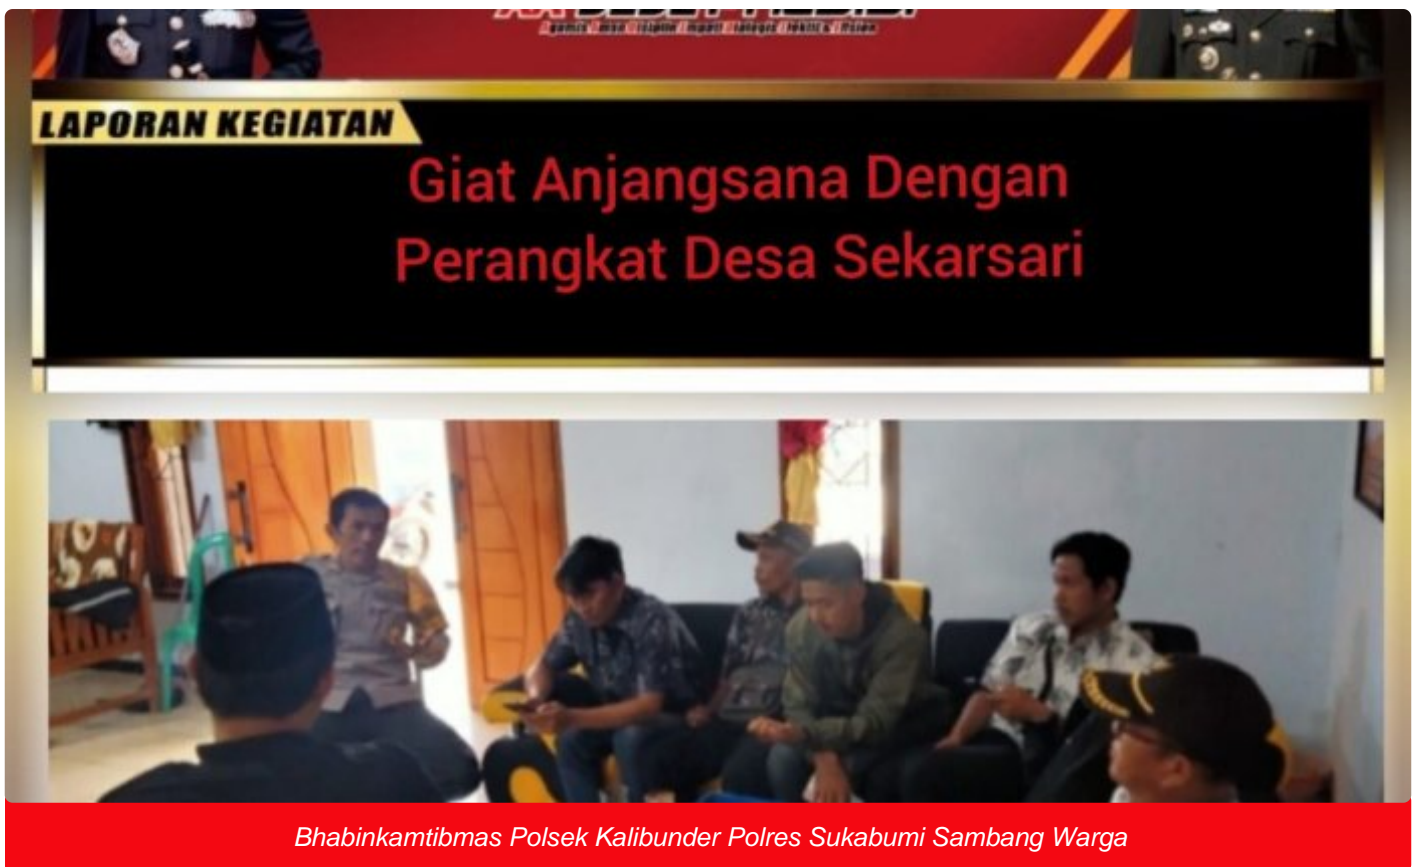 LAPORAN KEGIATAN
Giat Anjangsana Dengan
Perangkat Desa Sekarsari
Bhabinkamtibmas Polsek Kalibunder Polres Sukabumi Sambang Warga